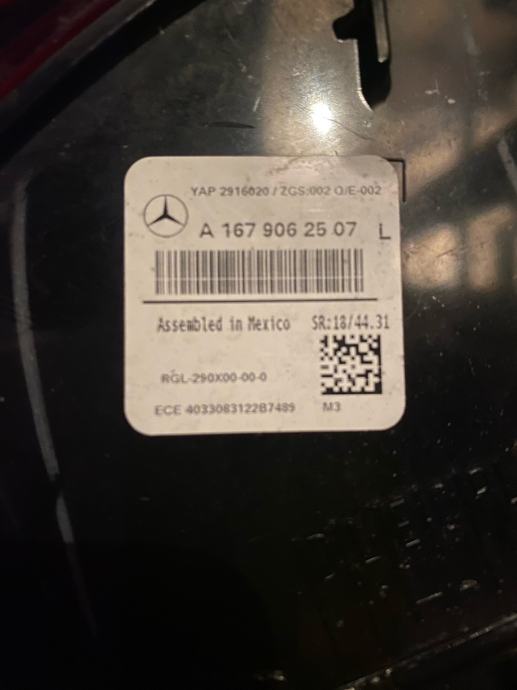 YAP 2916020 / ZGS:002 Q/E-002
A 167 906 25 07 L
Assembled in Mexico SR:18/44.31
RGL-290X00-00-0
ECE 4033083122B7489 M3